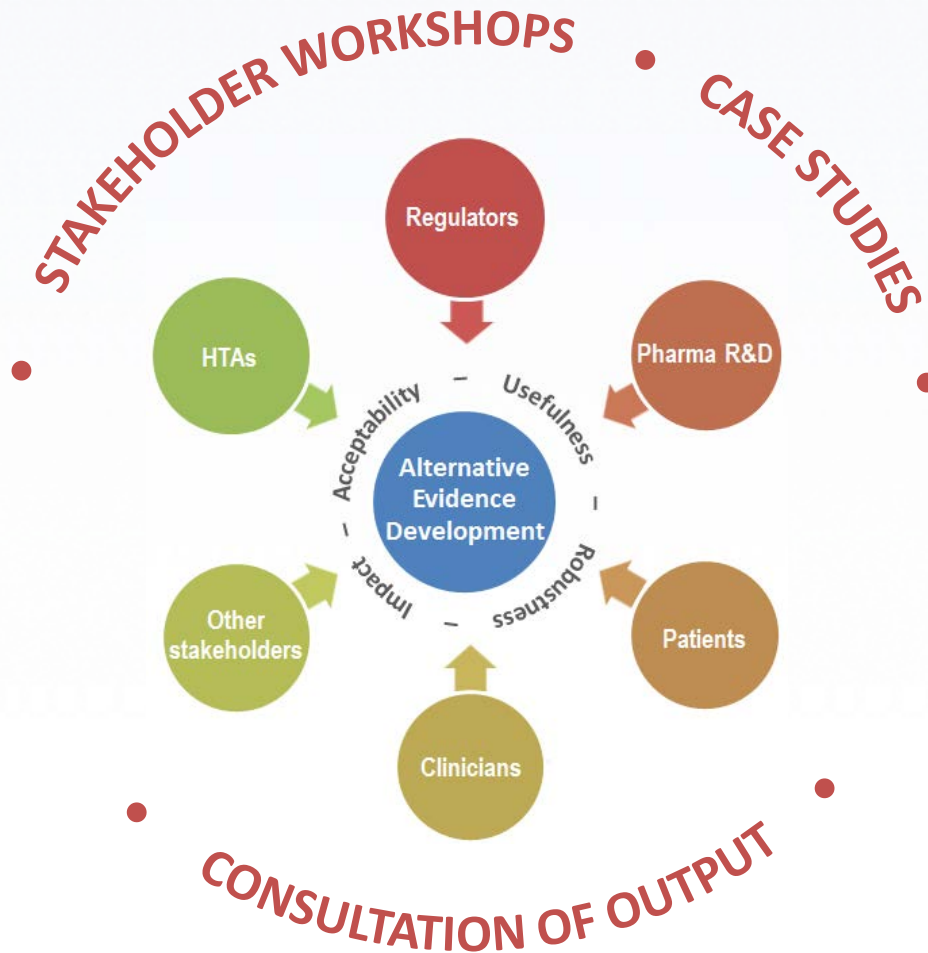 STAKEHOLDER WORKSHOPS
• CASE STUDIES •
Regulators
HTAs
Pharma R&D
Acceptability – Usefulness –
Alternative
Evidence
Development
Robustness – Impact –
Other
stakeholders
Patients
Clinicians
• CONSULTATION OF OUTPUT •